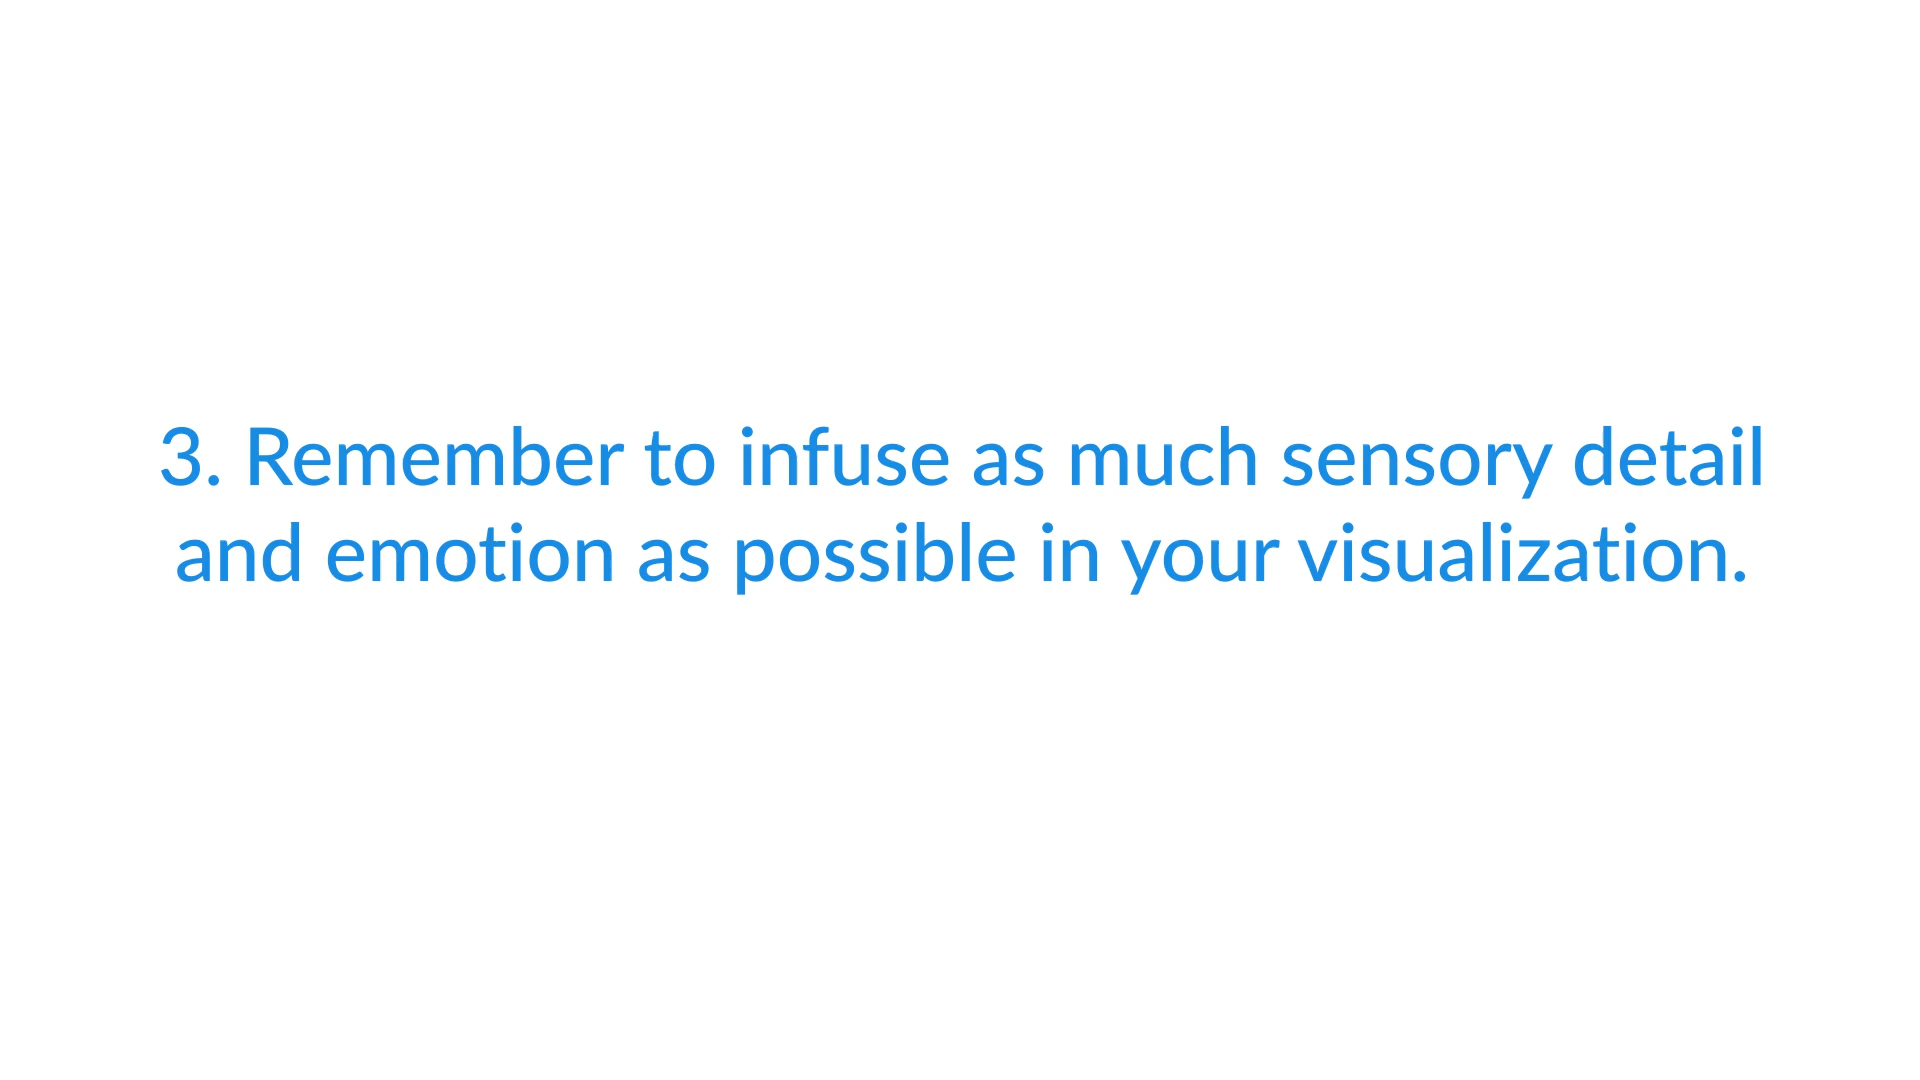 3. Remember to infuse as much sensory detail
and emotion as possible in your visualization.